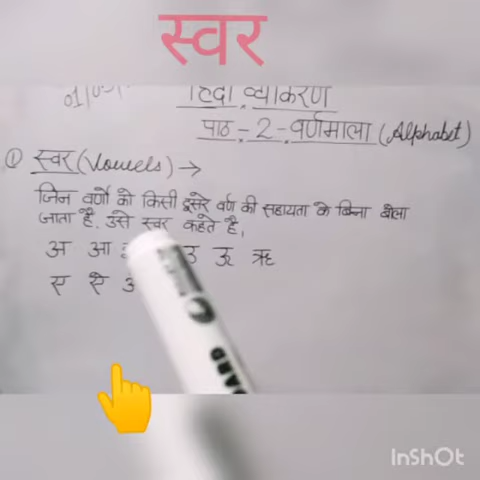 स्वर
हिंदी व्याकरण
पाठ - 2 - वर्णमाला (Alphabet)
① स्वर (Vowels) →
जिन वर्णो को किसी दुसरे वर्ण की सहायता के बिना बोला
जाता है, उसे स्वर कहते है,
अ आ उ ऊ ऋ
ए ऐ
InShOt